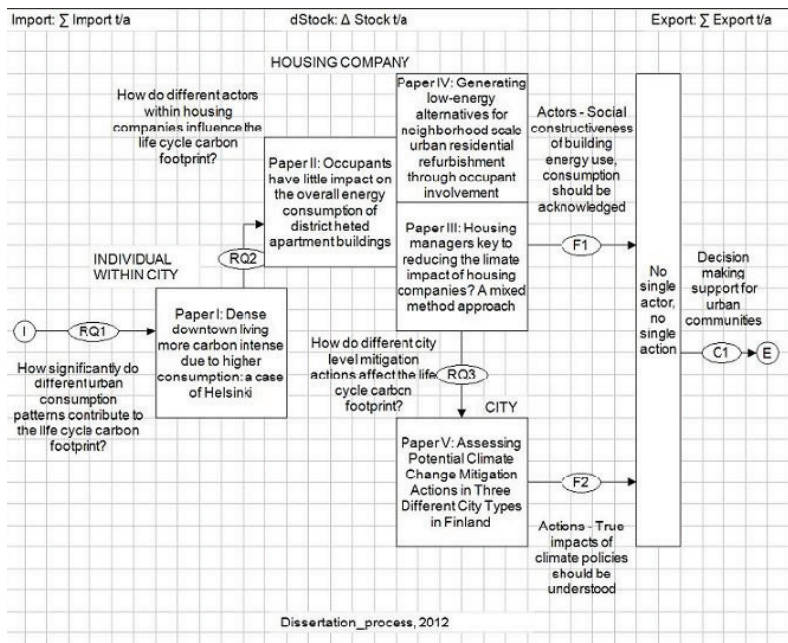 Import: ∑ Import t/a
dStock: Δ Stock t/a
Export: ∑ Export t/a
HOUSING COMPANY
How do different actors
within housing
companies influence the
life cycle carbon
footprint?
Paper II: Occupants
have little impact on
the overall energy
consumption of
district heted
apartment buildings
Paper IV: Generating
low-energy
alternatives for
neighborhood scale
urban residential
refurbishment
through occupant
involvement
Actors - Social
constructiveness
of building
energy use,
consumption
should be
acknowledged
Paper III: Housing
managers key to
reducing the limate
impact of housing
companies? A mixed
method approach
F1
RQ2
INDIVIDUAL
WITHIN CITY
Paper I: Dense
downtown living
more carbon intense
due to higher
consumption: a case
of Helsinki
I
RQ1
How significantly do
different urban
consumption
patterns contribute to
the life cycle carbon
footprint?
How do different city
level mitigation
actions affect the life
cycle carbon
footprint?
RQ3
CITY
Paper V: Assessing
Potential Climate
Change Mitigation
Actions in Three
Different City Types
in Finland
F2
Actions - True
impacts of
climate policies
should be
understood
No
single
actor,
no
single
action
Decision
making
support for
urban
communities
C1
E
Dissertation_process, 2012